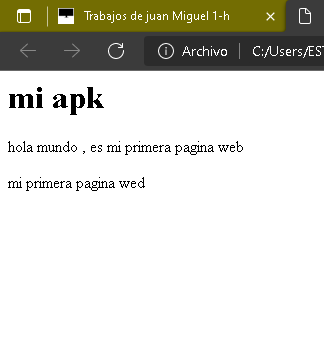 Trabajos de juan Miguel 1-h
Archivo C:/Users/EST
mi apk
hola mundo , es mi primera pagina web
mi primera pagina wed